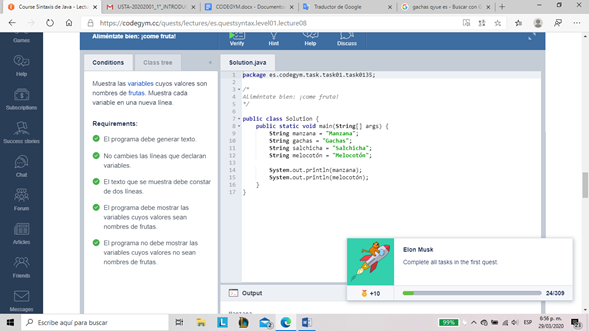 Course Sintaxis de Java - Lectu
USTA-20202001_1°_INTRODU
CODEGYM.docx - Documentos
Traductor de Google
gachas qyue es - Buscar con G
https://codegym.cc/quests/lectures/es.questsyntax.level01.lecture08
Games
Help
Subscriptions
Success stories
Chat
Forum
Articles
Friends
Messages
Aliméntate bien: ¡come fruta!
Verify
Hint
Help
Discuss
Conditions
Class tree
Muestra las variables cuyos valores son
nombres de frutas. Muestra cada
variable en una nueva línea.
Requirements:
El programa debe generar texto.
No cambies las líneas que declaran
variables.
El texto que se muestra debe constar
de dos líneas.
El programa debe mostrar las
variables cuyos valores sean
nombres de frutas.
El programa no debe mostrar las
variables cuyos valores no sean
nombres de frutas.
Solution.java
1 package es.codegym.task.task01.task0135;
2
3 /*
4 Aliméntate bien: ¡come fruta!
5 */
6
7 public class Solution {
8 public static void main(String[] args) {
9 String manzana = "Manzana";
10 String gachas = "Gachas";
11 String salchicha = "Salchicha";
12 String melocotón = "Melocotón";
13
14 System.out.println(manzana);
15 System.out.println(melocotón);
16 }
17 }
Output
Elon Musk
Complete all tasks in the first quest.
+10
24/309
Escribe aquí para buscar
99%
ESP
6:56 p. m.
29/03/2020